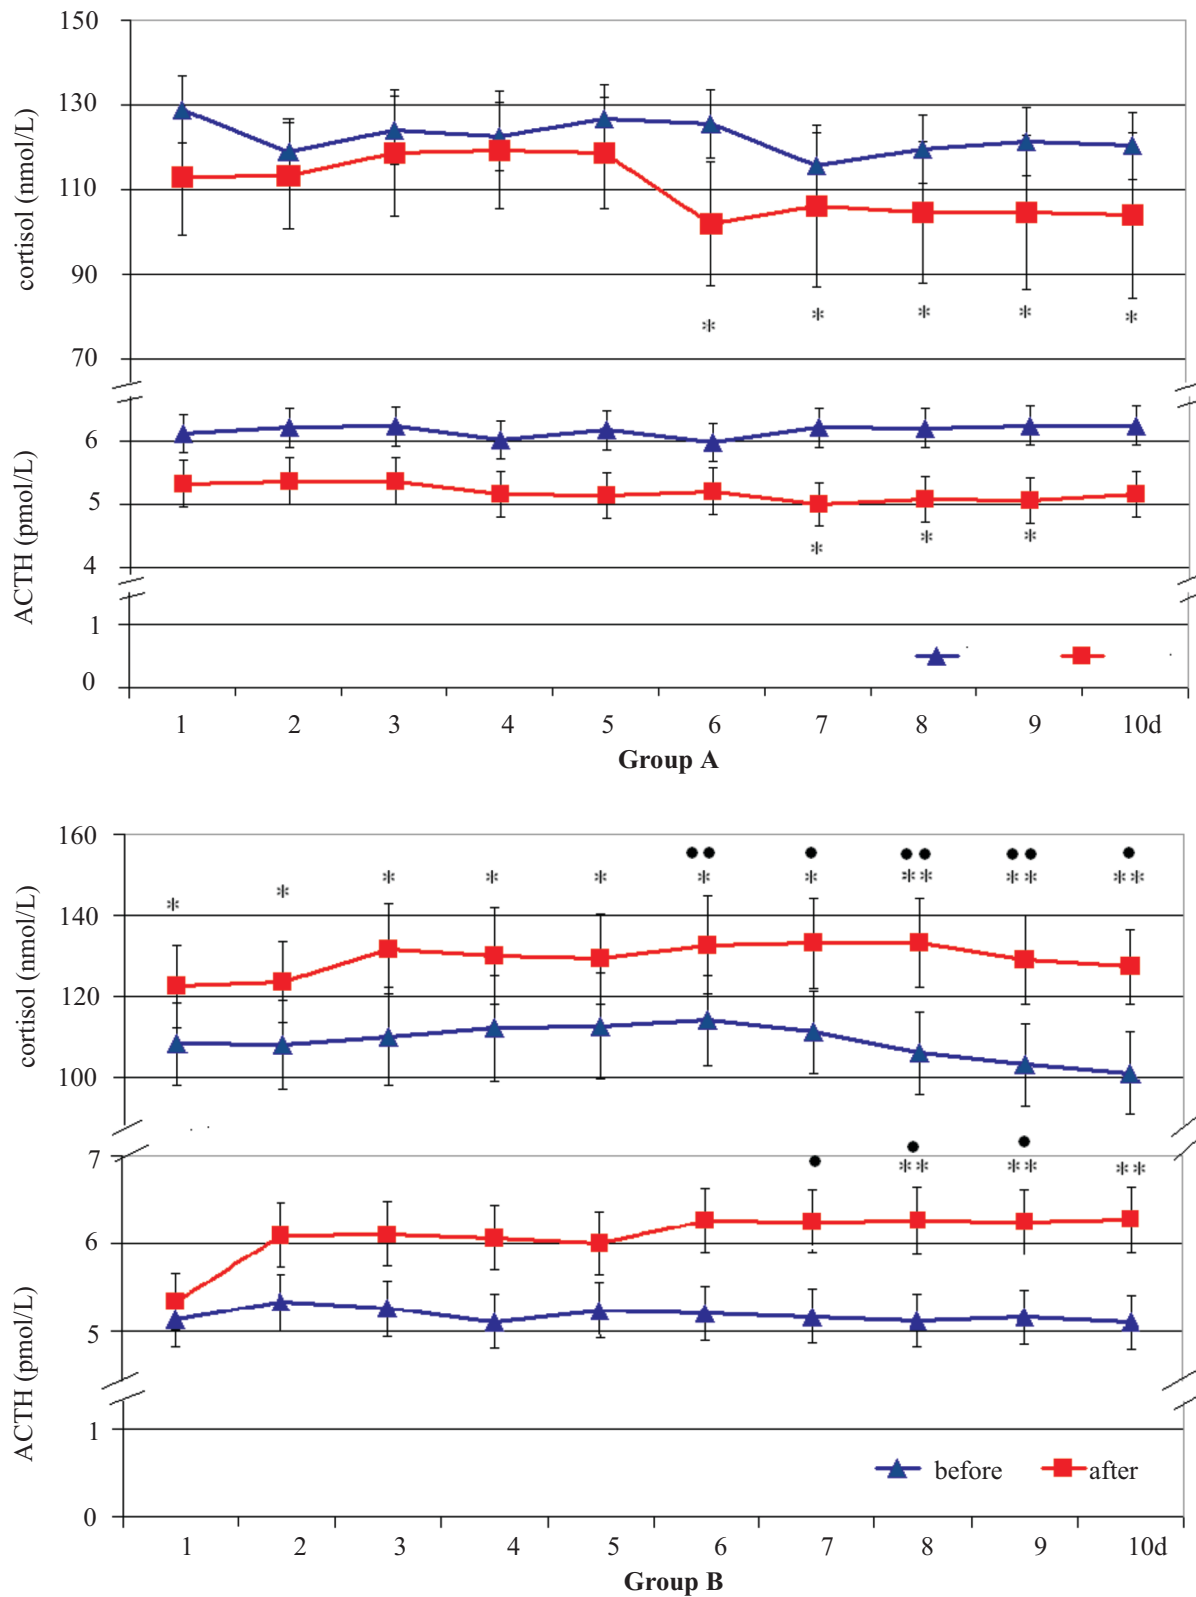 150
130
110
90
70
cortisol (nmol/L)
*
*
*
*
*
6
5
4
1
0
ACTH (pmol/L)
*
*
*
1 2 3 4 5 6 7 8 9 10d
Group A
160
140
120
100
cortisol (nmol/L)
•• • •• •• •
* * * * * * * ** ** **
7
6
5
1
0
ACTH (pmol/L)
• • •
** ** **
before after
1 2 3 4 5 6 7 8 9 10d
Group B